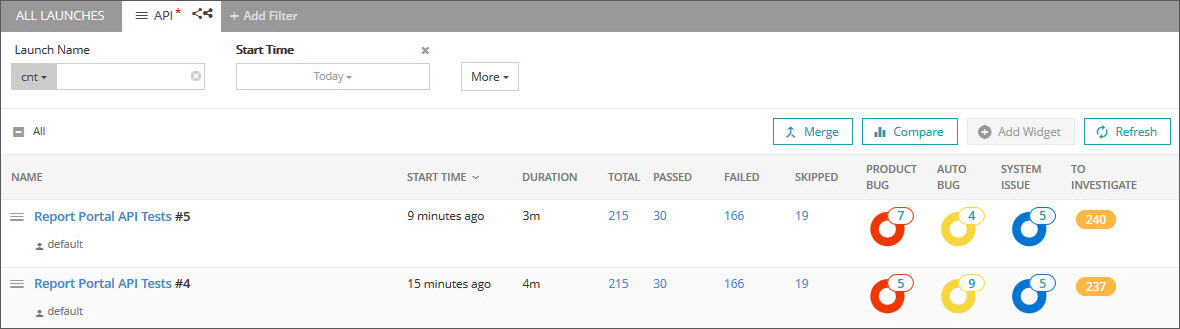 ALL LAUNCHES API * + Add Filter
Launch Name Start Time
cnt Today More
All Merge Compare Add Widget Refresh
NAME START TIME DURATION TOTAL PASSED FAILED SKIPPED PRODUCT BUG AUTO BUG SYSTEM ISSUE TO INVESTIGATE
Report Portal API Tests #5 9 minutes ago 3m 215 30 166 19 7 4 5 240
default
Report Portal API Tests #4 15 minutes ago 4m 215 30 166 19 5 9 5 237
default